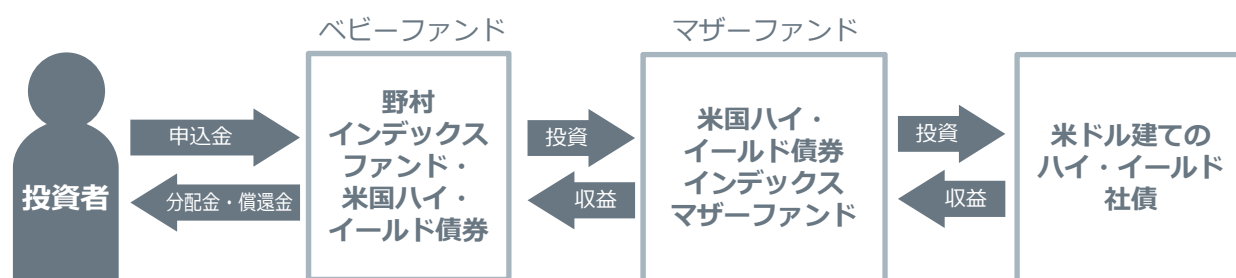 ベビーファンド
マザーファンド
投資者
申込金
分配金・償還金
野村
インデックス
ファンド・
米国ハイ・
イールド債券
投資
収益
米国ハイ・
イールド債券
インデックス
マザーファンド
投資
収益
米ドル建ての
ハイ・イールド
社債